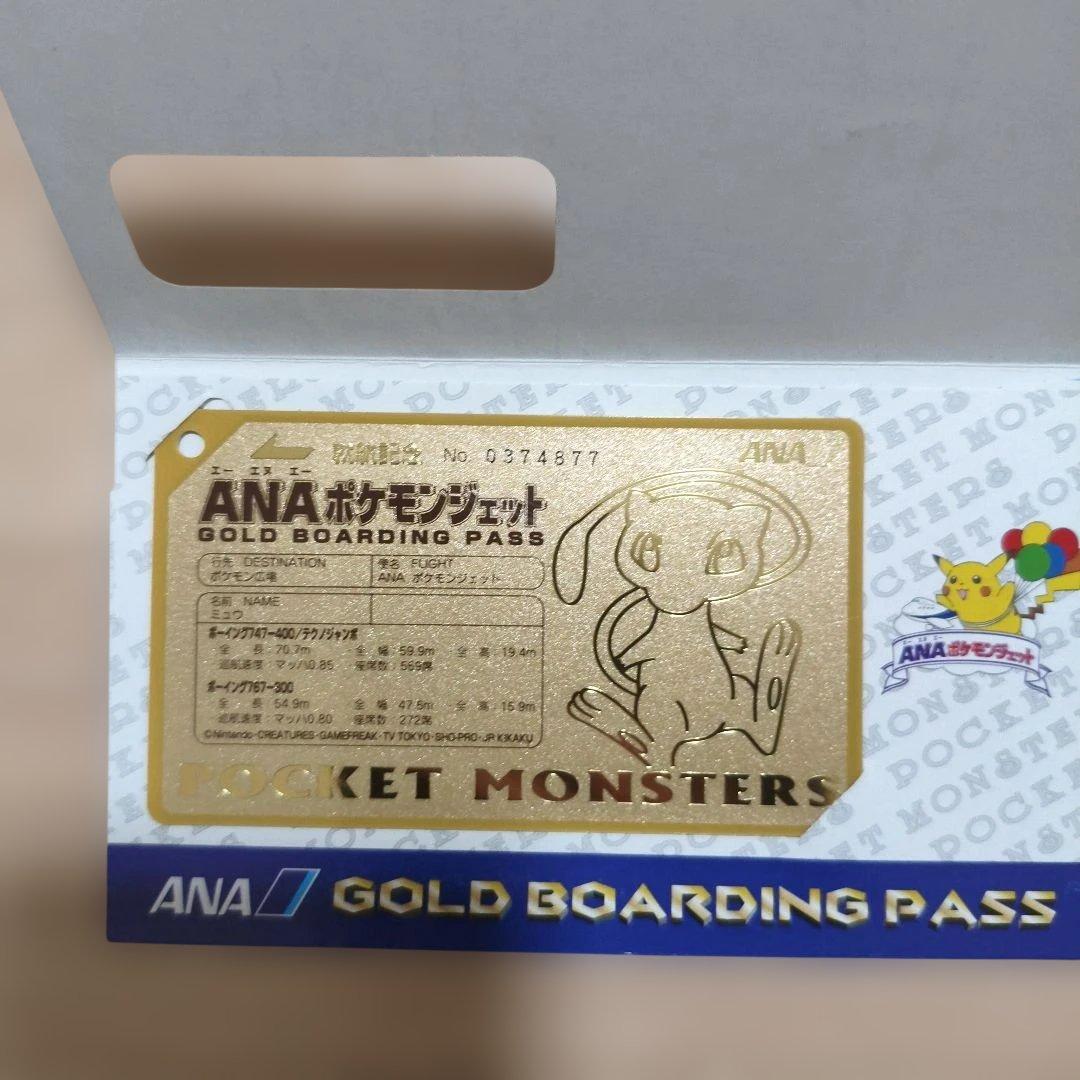 就航記念 No. 0374877 ANA
エー エヌ エー
ANAポケモンジェット
GOLD BOARDING PASS
行先 DESTINATION
ポケモン広場
便名 FLIGHT
ANA ポケモンジェット
名前 NAME
ミュウ
ボーイング747-400/テクノジャンボ
全 長:70.7m 全 幅:59.9m 全 高:19.4m
巡航速度:マッハ0.85 座席数:569席
ボーイング767-300
全 長:54.9m 全 幅:47.6m 全 高:15.9m
巡航速度:マッハ0.80 座席数:272席
©Nintendo・CREATURES・GAMEFREAK・TV TOKYO・SHO-PRO・JR KIKAKU
POCKET MONSTERS
エー エヌ エー
ANAポケモンジェット
ANA GOLD BOARDING PASS
POCKET MONSTERS